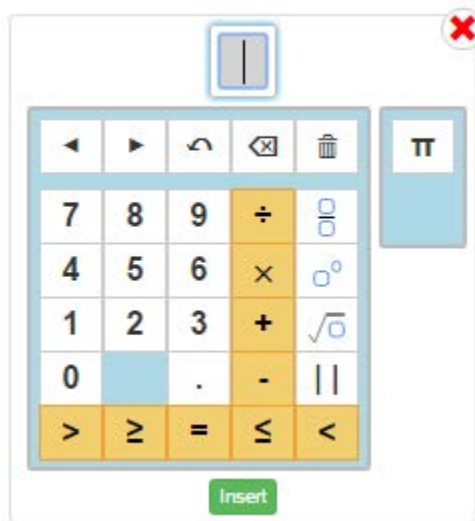 π
7 8 9 ÷
4 5 6 ×
1 2 3 + √
0 . - ||
> ≥ = ≤ <
Insert